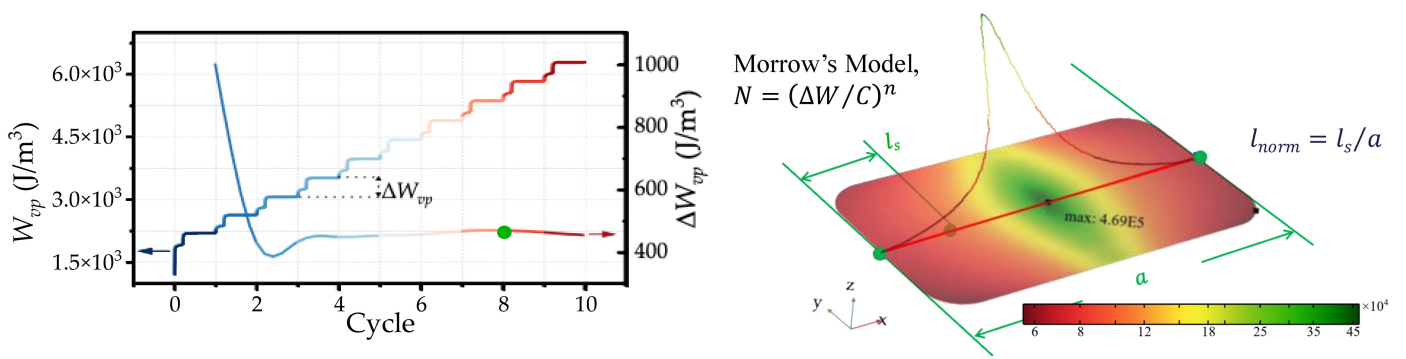 W_vp (J/m³)
6.0×10³
4.5×10³
3.0×10³
1.5×10³
ΔW_vp
0
2
4
6
8
10
Cycle
1000
800
600
400
ΔW_vp (J/m³)
Morrow's Model,
N = (ΔW/C)ⁿ
l_s
l_norm = l_s/a
max: 4.69E5
a
z
y
x
×10⁴
6 8 12 18 25 35 45